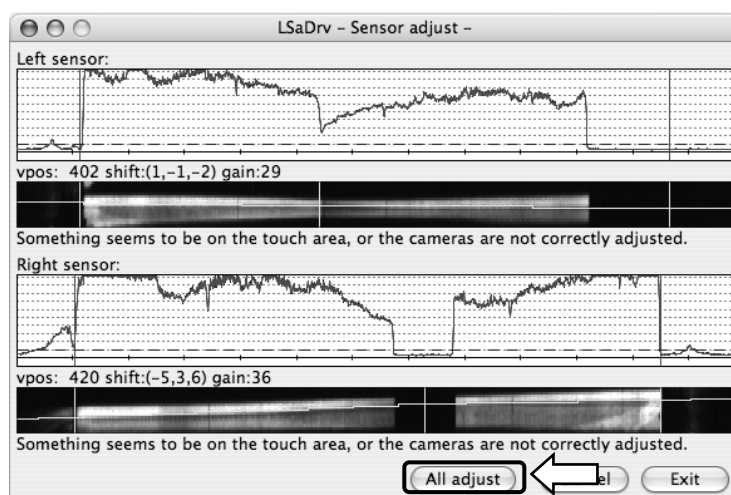 LSaDrv – Sensor adjust –
Left sensor:
vpos: 402 shift:(1,–1,–2) gain:29
Something seems to be on the touch area, or the cameras are not correctly adjusted.
Right sensor:
vpos: 420 shift:(–5,3,6) gain:36
Something seems to be on the touch area, or the cameras are not correctly adjusted.
All adjust el Exit